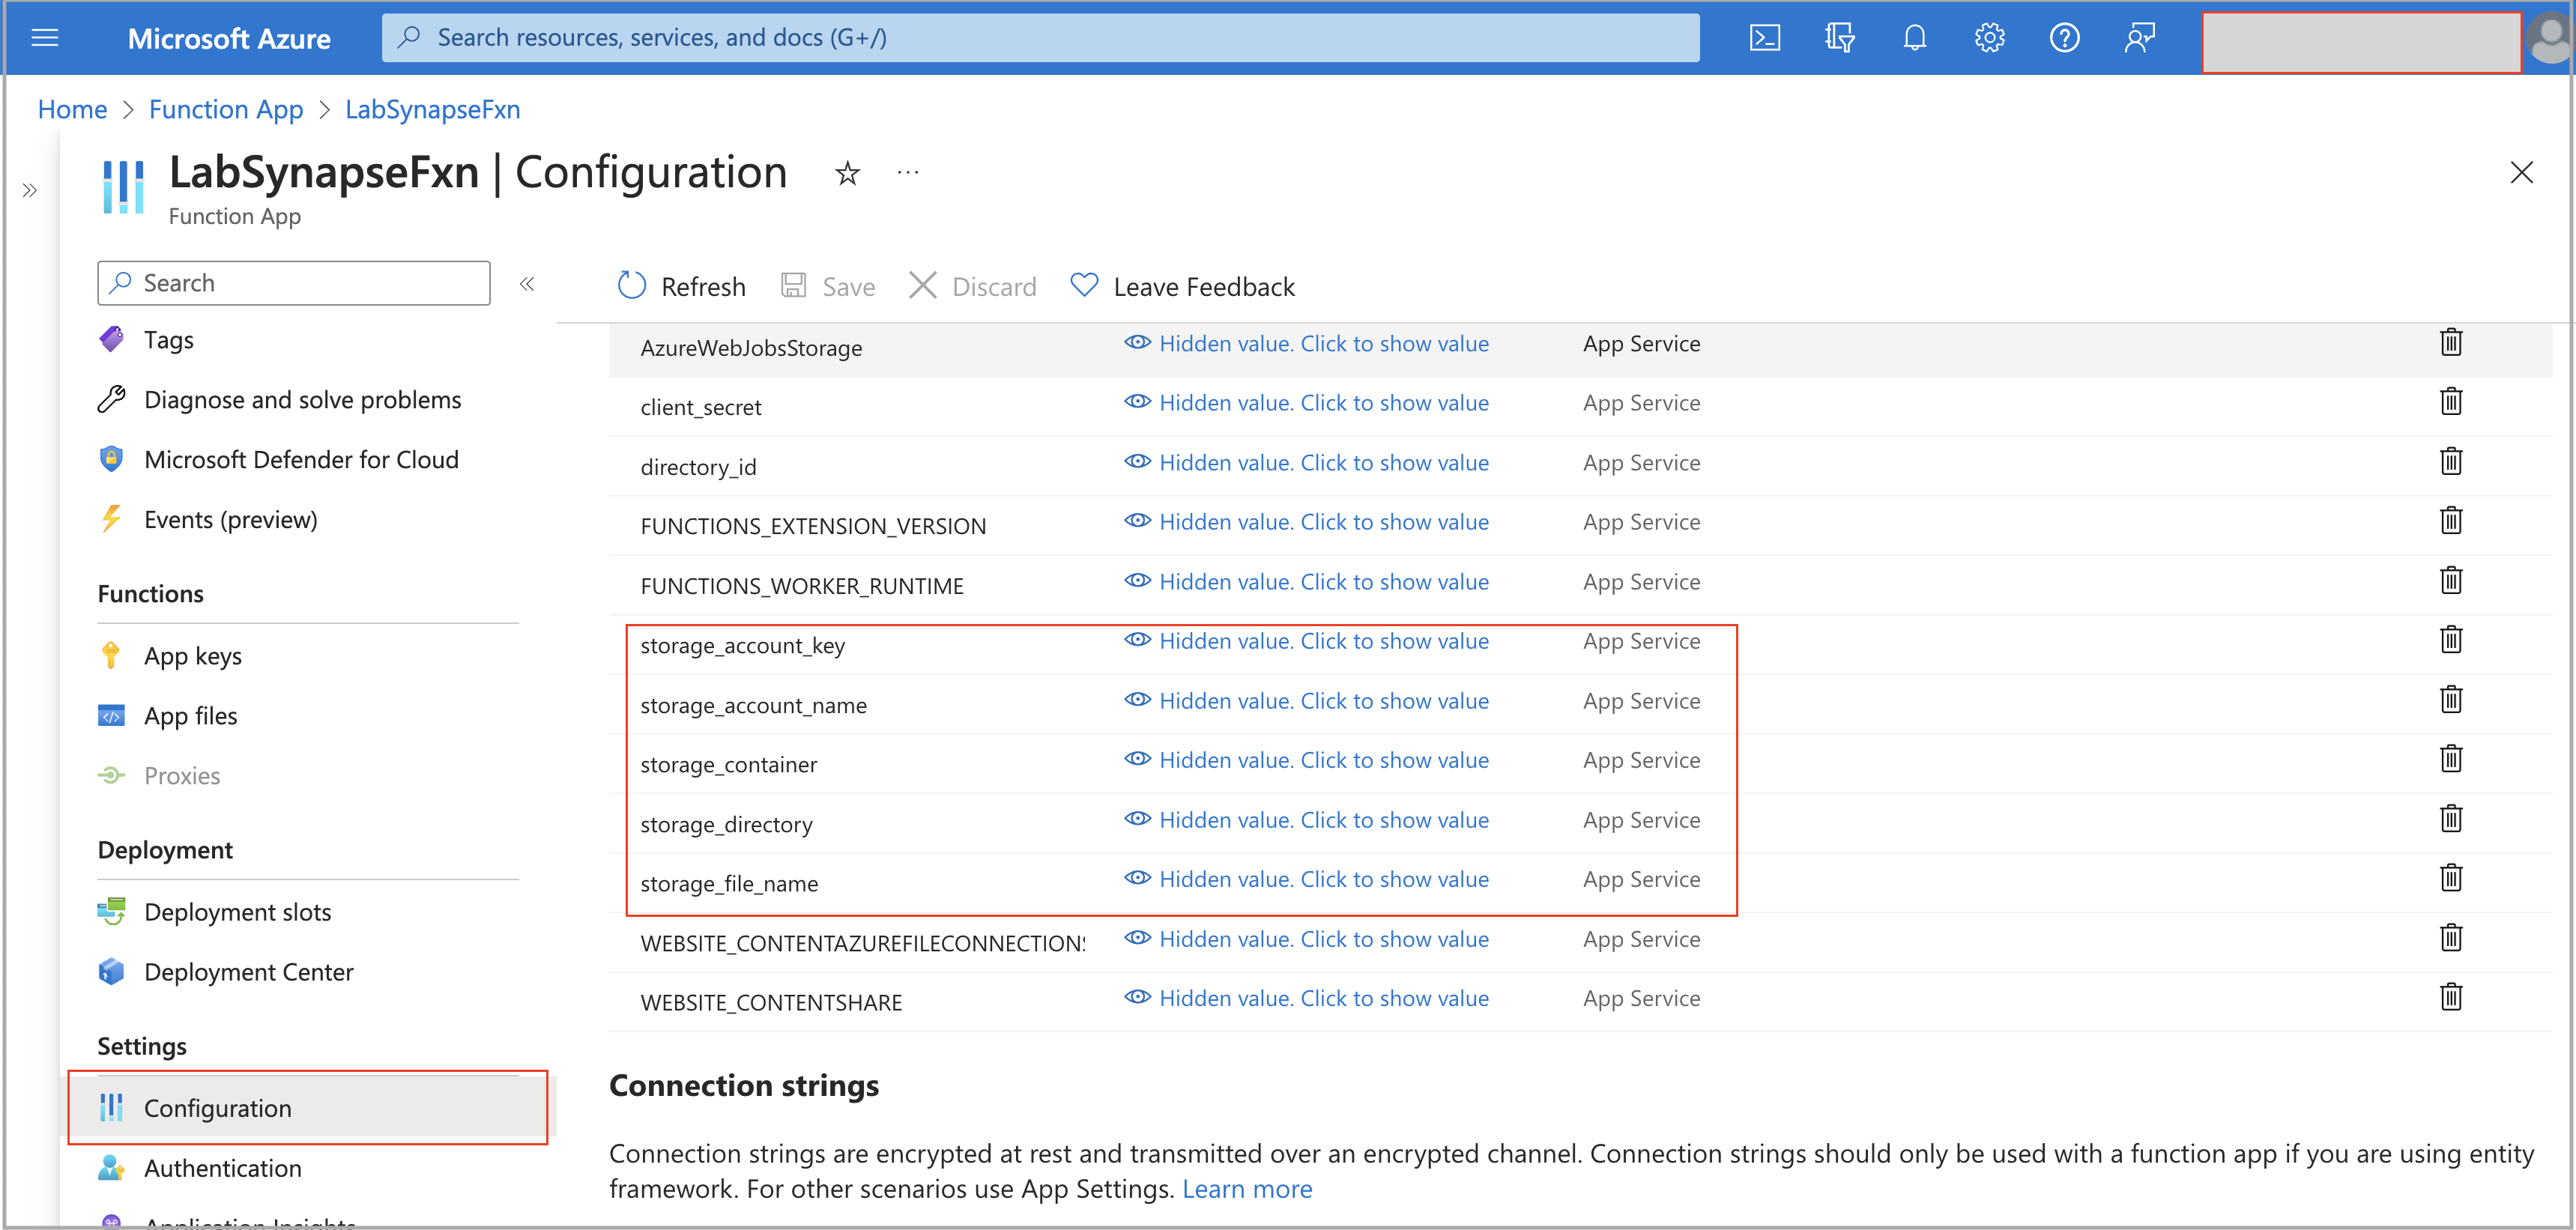 Microsoft Azure
Search resources, services, and docs (G+/)
Home > Function App > LabSynapseFxn
LabSynapseFxn | Configuration
Function App
Search
Refresh
Save
Discard
Leave Feedback
Tags
Diagnose and solve problems
Microsoft Defender for Cloud
Events (preview)
Functions
App keys
App files
Proxies
Deployment
Deployment slots
Deployment Center
Settings
Configuration
Authentication
Application Insights
AzureWebJobsStorage Hidden value. Click to show value App Service
client_secret Hidden value. Click to show value App Service
directory_id Hidden value. Click to show value App Service
FUNCTIONS_EXTENSION_VERSION Hidden value. Click to show value App Service
FUNCTIONS_WORKER_RUNTIME Hidden value. Click to show value App Service
storage_account_key Hidden value. Click to show value App Service
storage_account_name Hidden value. Click to show value App Service
storage_container Hidden value. Click to show value App Service
storage_directory Hidden value. Click to show value App Service
storage_file_name Hidden value. Click to show value App Service
WEBSITE_CONTENTAZUREFILECONNECTIONS Hidden value. Click to show value App Service
WEBSITE_CONTENTSHARE Hidden value. Click to show value App Service
Connection strings
Connection strings are encrypted at rest and transmitted over an encrypted channel. Connection strings should only be used with a function app if you are using entity
framework. For other scenarios use App Settings. Learn more